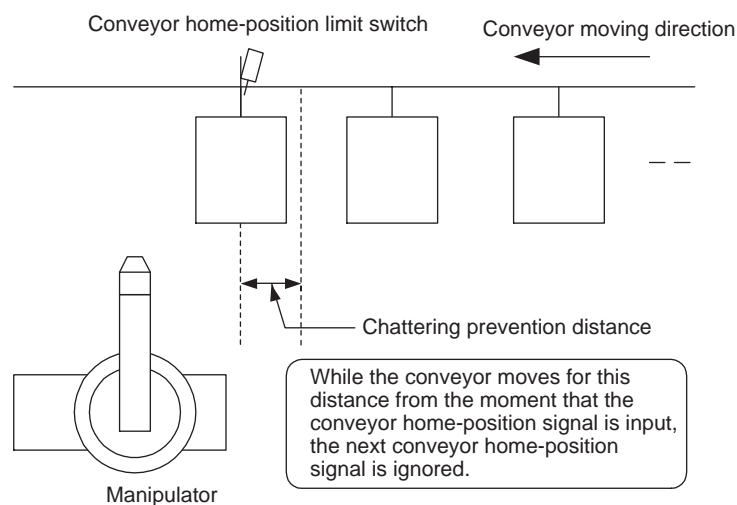 Conveyor home-position limit switch
Conveyor moving direction
Chattering prevention distance
While the conveyor moves for this
distance from the moment that the
conveyor home-position signal is input,
the next conveyor home-position
signal is ignored.
Manipulator